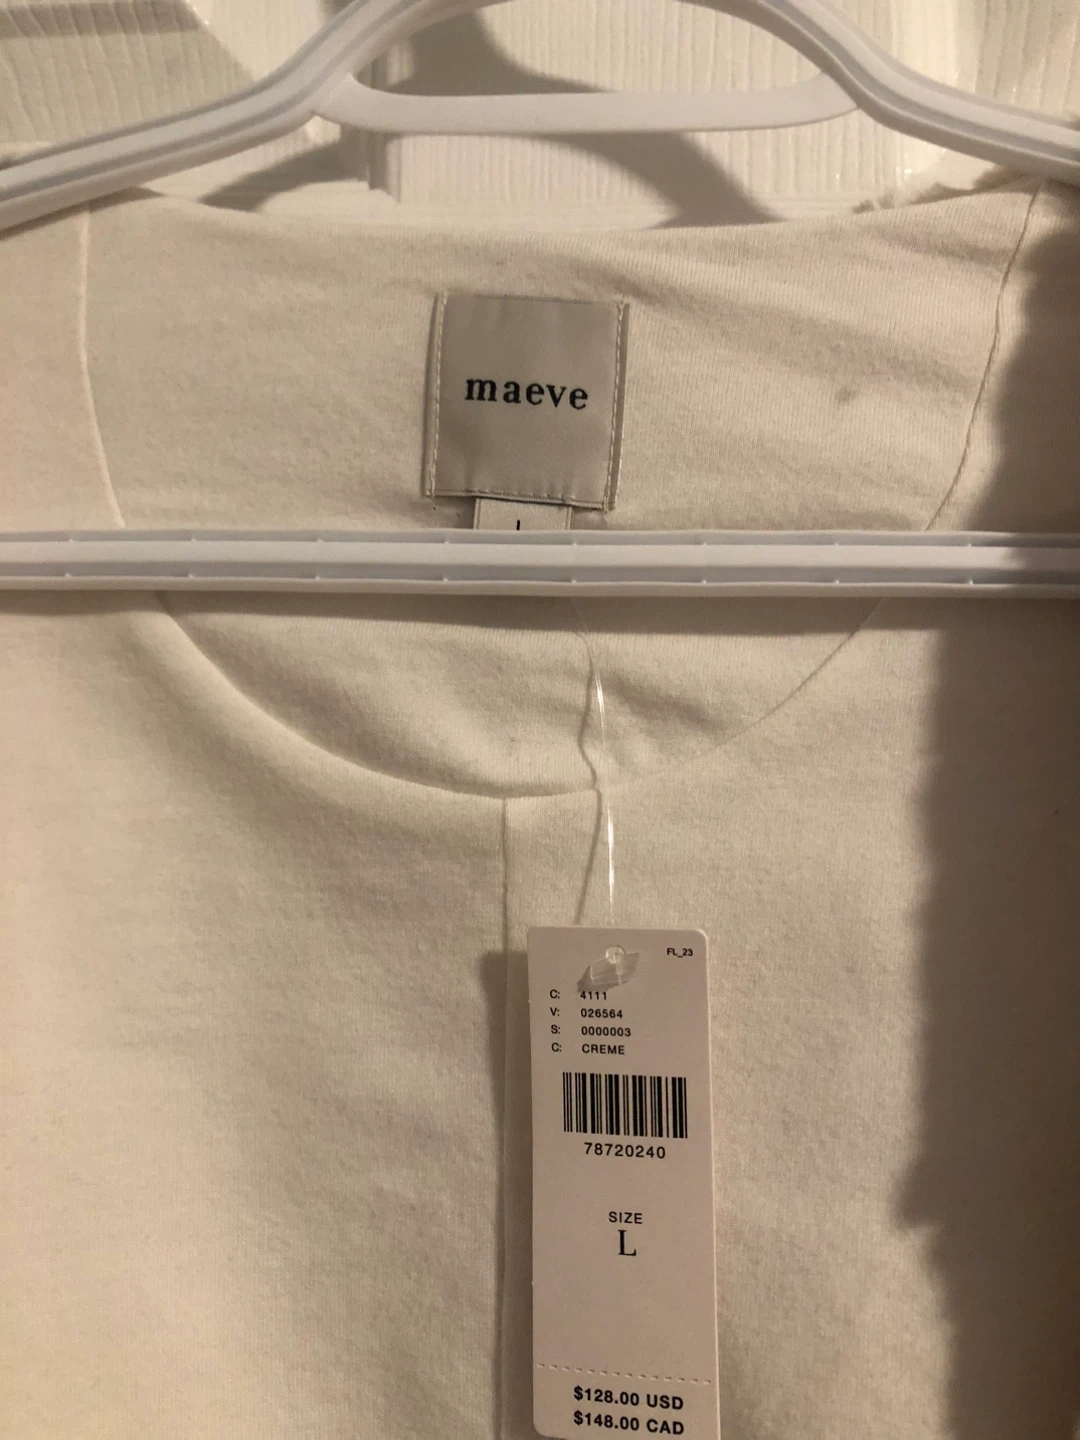 maeve
FL_23
C: 4111
V: 026564
S: 0000003
C: CREME
78720240
SIZE
L
$128.00 USD
$148.00 CAD